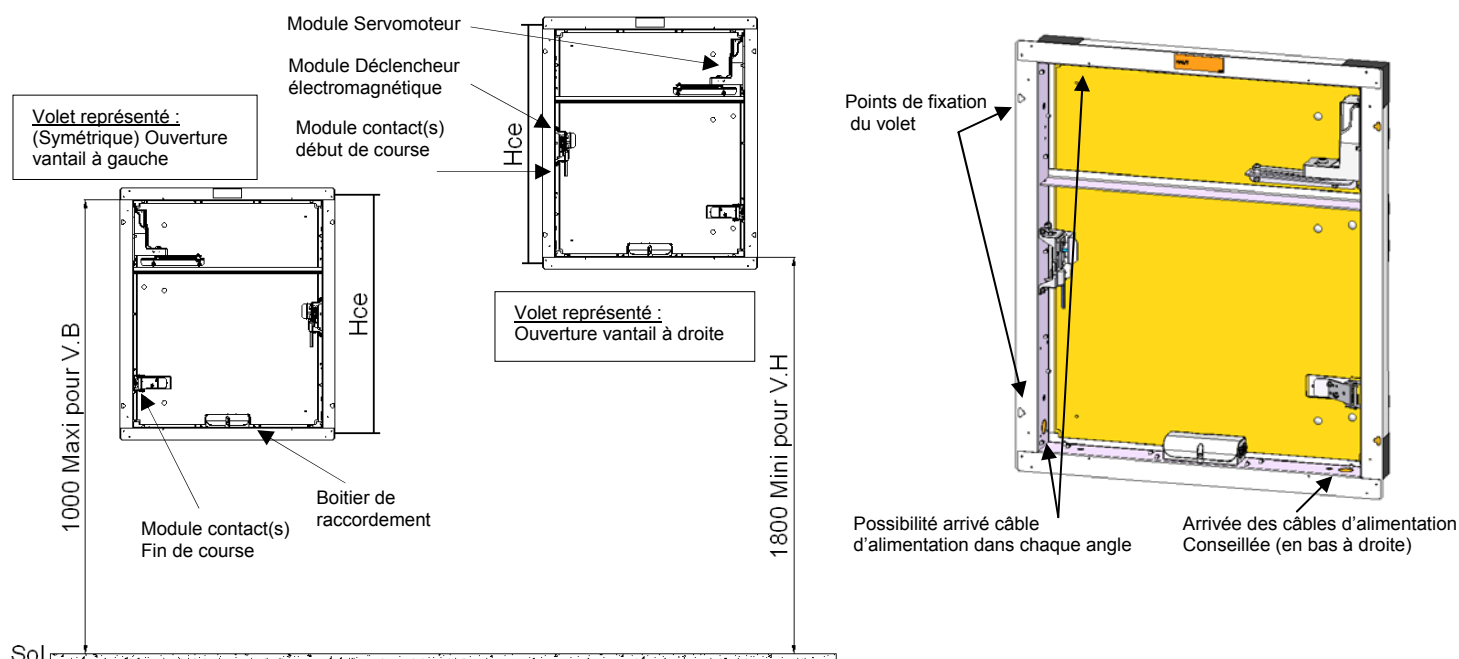 Module Servomoteur
Module Déclencheur
électromagnétique
Module contact(s)
début de course
Hce
Volet représenté :
(Symétrique) Ouverture
vantail à gauche
Hce
1000 Maxi pour V.B
Volet représenté :
Ouverture vantail à droite
1800 Mini pour V.H
Boitier de
raccordement
Module contact(s)
Fin de course
Sol
Points de fixation
du volet
HAUT
Possibilité arrivé câble
d’alimentation dans chaque angle
Arrivée des câbles d’alimentation
Conseillée (en bas à droite)